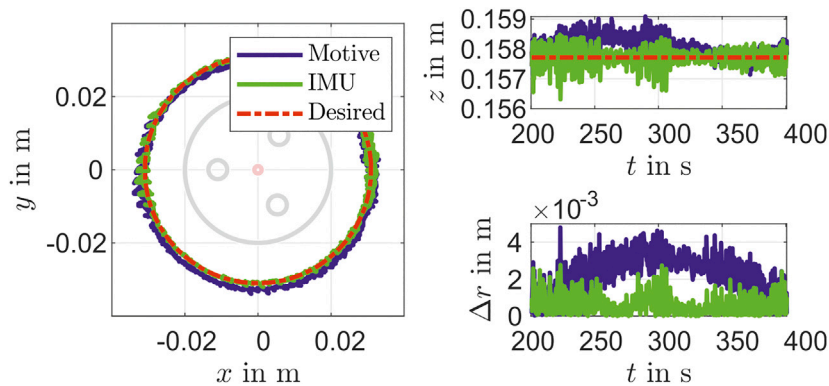 y in m
0.02
0
-0.02
-0.02
0
0.02
x in m
Motive
IMU
Desired
z in m
0.159
0.158
0.157
0.156
200
250
300
350
400
t in s
×10⁻³
Δr in m
4
2
0
200
250
300
350
400
t in s